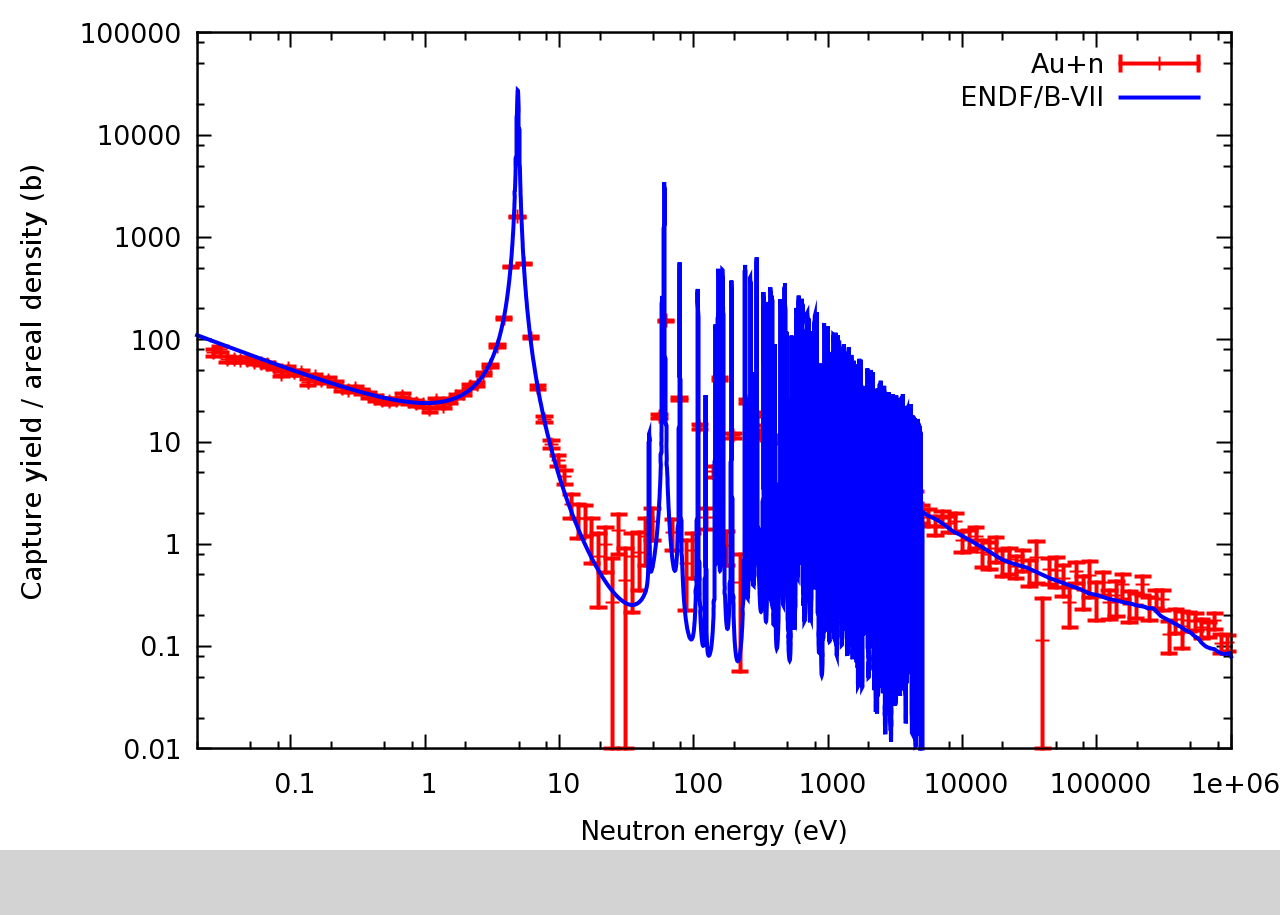 100000
10000
1000
100
10
1
0.1
0.01
Capture yield / areal density (b)
Au+n
ENDF/B-VII
0.1 1 10 100 1000 10000 100000 1e+06
Neutron energy (eV)